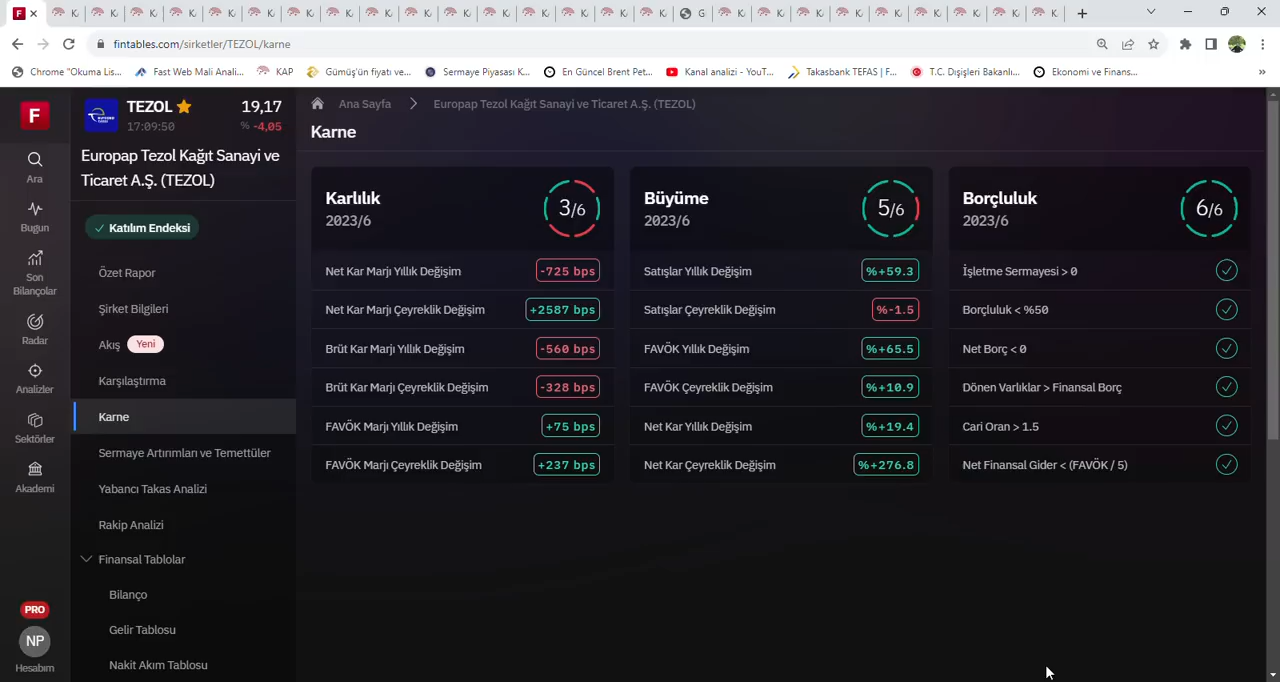 fintables.com/sirketler/TEZOL/karne
Chrome "Okuma Lis...
Fast Web Mali Anali...
KAP
Gümüş'ün fiyatı ve...
Sermaye Piyasası K...
En Güncel Brent Pet...
Kanal analizi - YouT...
Takasbank TEFAS | F...
T.C. Dışişleri Bakanlı...
Ekonomi ve Finans...
F
Ara
Bugün
Son
Bilançolar
Radar
Analizler
Sektörler
Akademi
PRO
NP
Hesabım
TEZOL 19,17
17:09:50 % -4,05
Europap Tezol Kağıt Sanayi ve
Ticaret A.Ş. (TEZOL)
Katılım Endeksi
Özet Rapor
Şirket Bilgileri
Akış Yeni
Karşılaştırma
Karne
Sermaye Artırımları ve Temettüler
Yabancı Takas Analizi
Rakip Analizi
Finansal Tablolar
Bilanço
Gelir Tablosu
Nakit Akım Tablosu
Ana Sayfa > Europap Tezol Kağıt Sanayi ve Ticaret A.Ş. (TEZOL)
Karne
Karlılık
2023/6
3/6
Net Kar Marjı Yıllık Değişim -725 bps
Net Kar Marjı Çeyreklik Değişim +2587 bps
Brüt Kar Marjı Yıllık Değişim -560 bps
Brüt Kar Marjı Çeyreklik Değişim -328 bps
FAVÖK Marjı Yıllık Değişim +75 bps
FAVÖK Marjı Çeyreklik Değişim +237 bps
Büyüme
2023/6
5/6
Satışlar Yıllık Değişim %+59.3
Satışlar Çeyreklik Değişim %-1.5
FAVÖK Yıllık Değişim %+65.5
FAVÖK Çeyreklik Değişim %+10.9
Net Kar Yıllık Değişim %+19.4
Net Kar Çeyreklik Değişim %+276.8
Borçluluk
2023/6
6/6
İşletme Sermayesi > 0
Borçluluk < %50
Net Borç < 0
Dönen Varlıklar > Finansal Borç
Cari Oran > 1.5
Net Finansal Gider < (FAVÖK / 5)